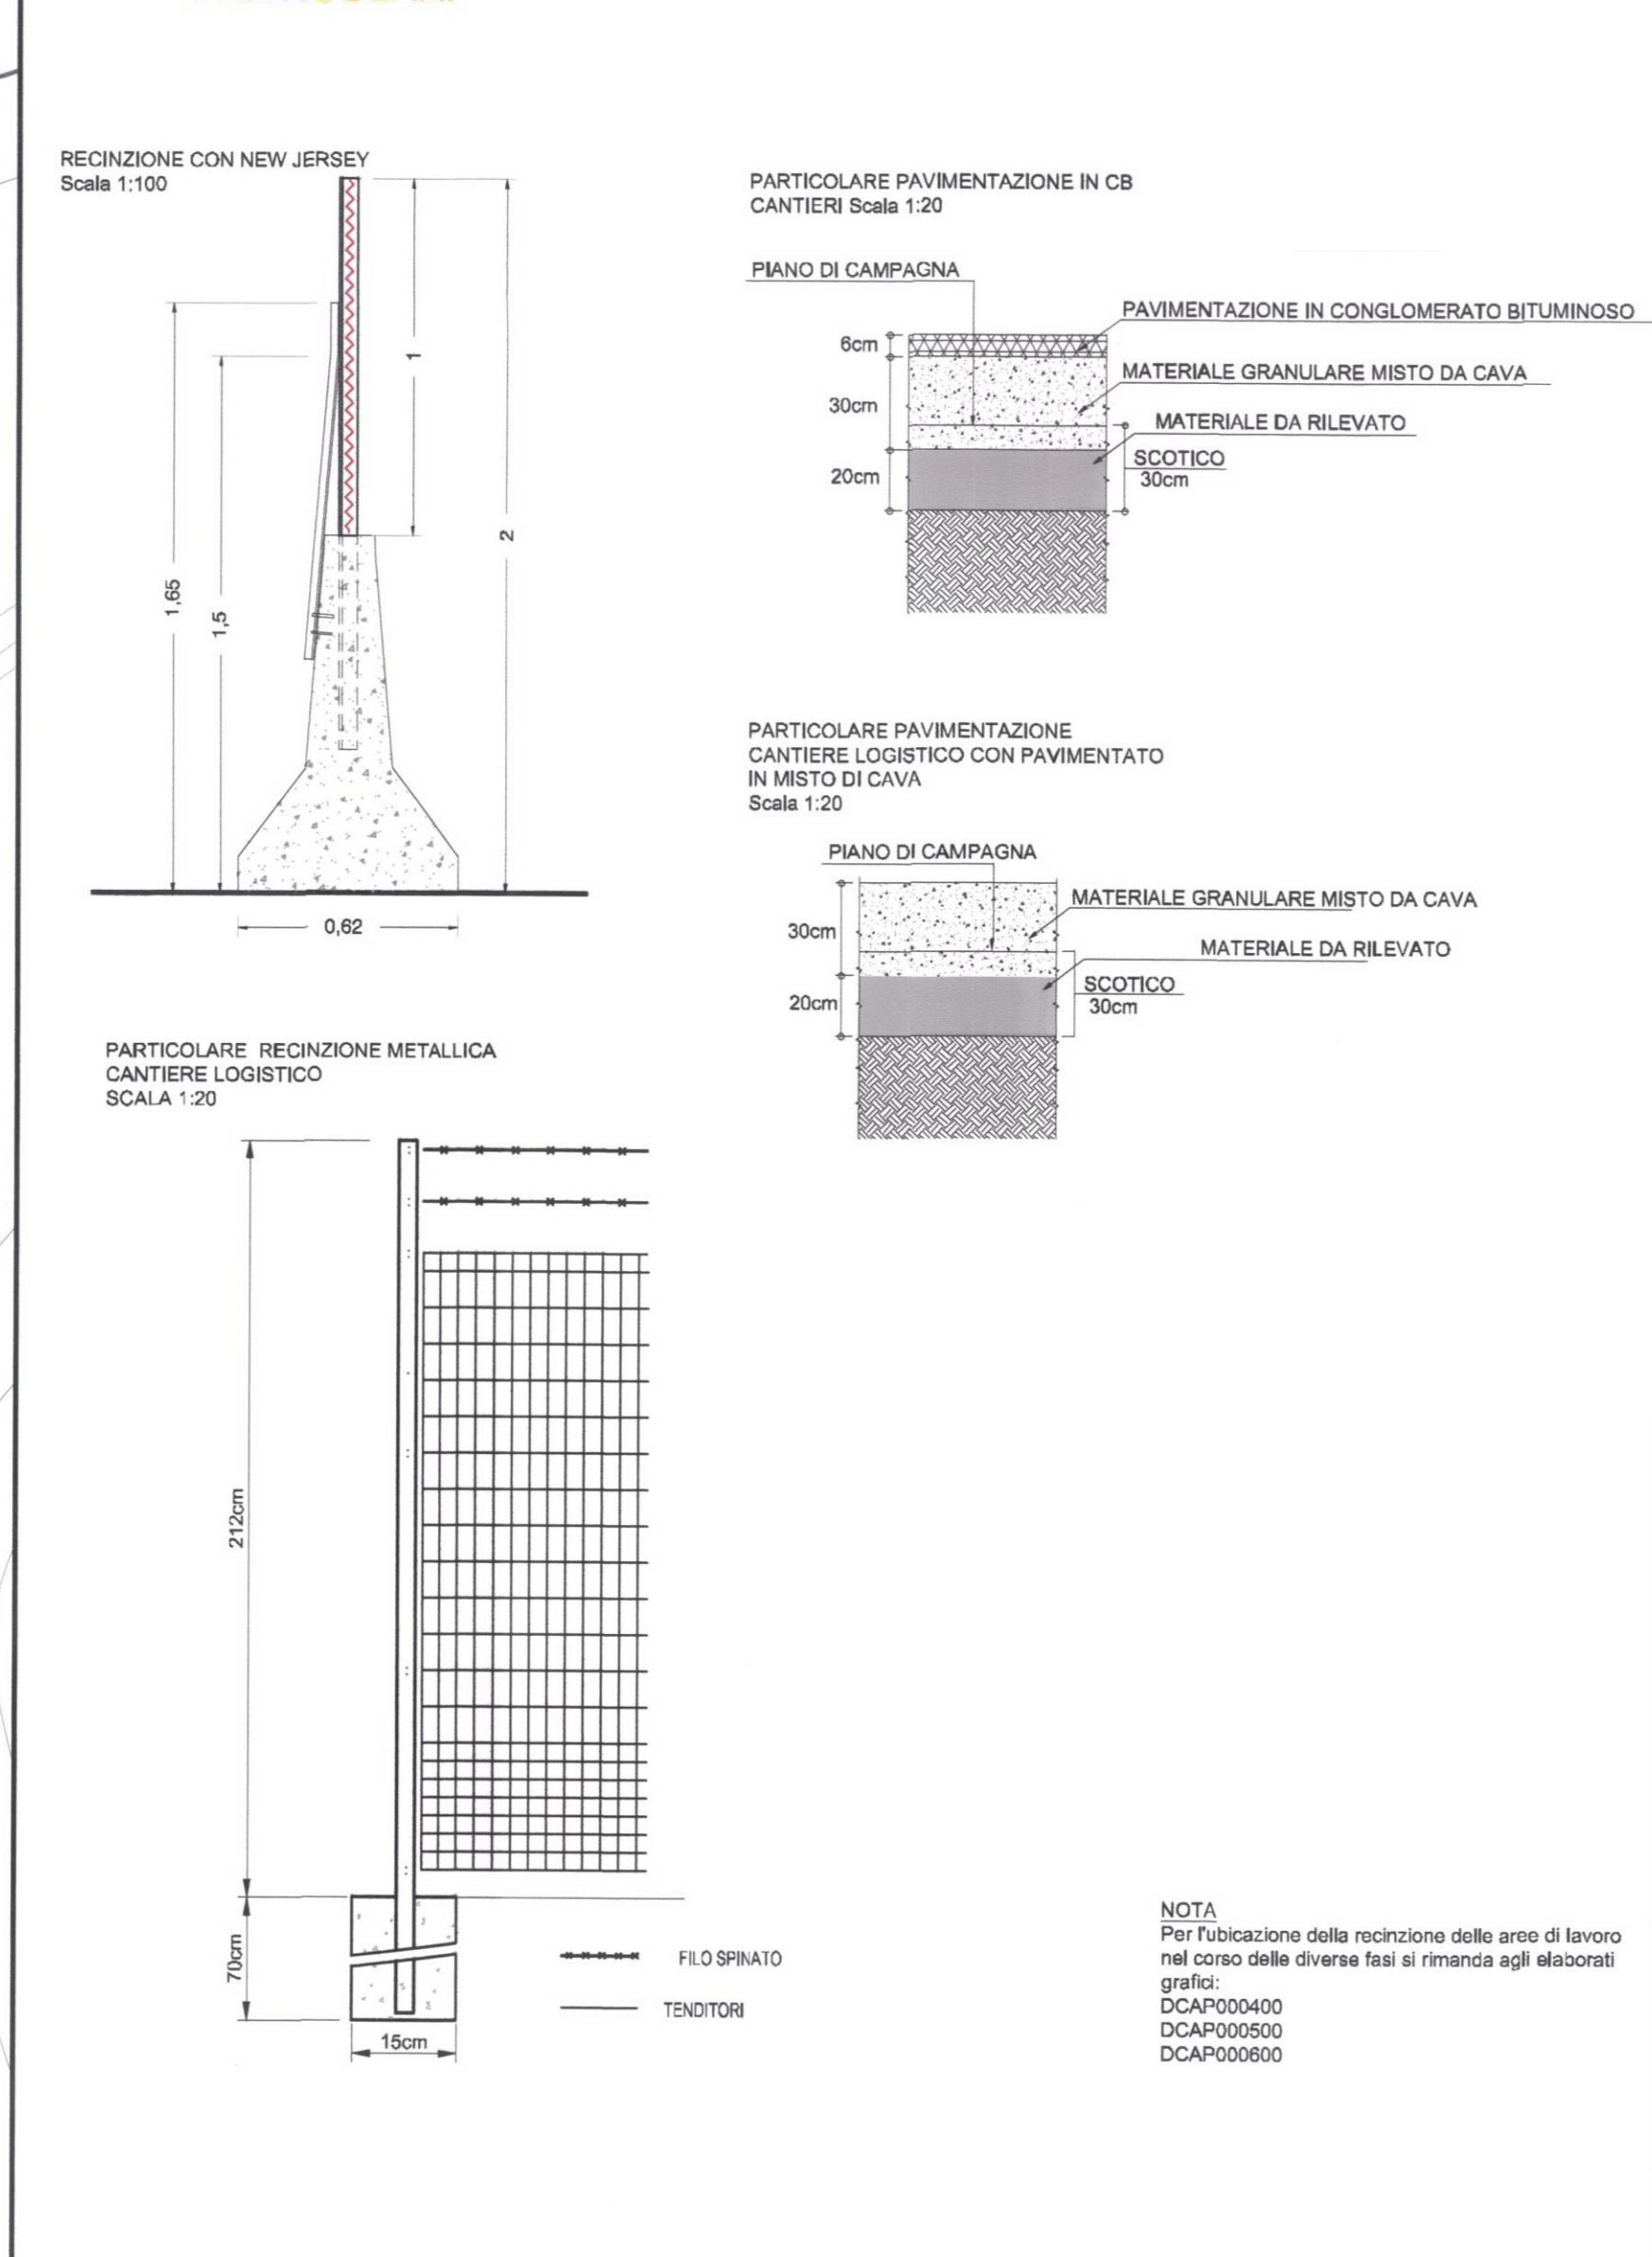 RECINZIONE CON NEW JERSEY
Scala 1:100
1
2
1,65
1,5
0,62
PARTICOLARE PAVIMENTAZIONE IN CB
CANTIERI Scala 1:20
PIANO DI CAMPAGNA
PAVIMENTAZIONE IN CONGLOMERATO BITUMINOSO
6cm
MATERIALE GRANULARE MISTO DA CAVA
30cm
MATERIALE DA RILEVATO
SCOTICO
30cm
20cm
PARTICOLARE PAVIMENTAZIONE
CANTIERE LOGISTICO CON PAVIMENTATO
IN MISTO DI CAVA
Scala 1:20
PIANO DI CAMPAGNA
MATERIALE GRANULARE MISTO DA CAVA
30cm
MATERIALE DA RILEVATO
SCOTICO
30cm
20cm
PARTICOLARE RECINZIONE METALLICA
CANTIERE LOGISTICO
SCALA 1:20
212cm
70cm
15cm
FILO SPINATO
TENDITORI
NOTA
Per l'ubicazione della recinzione delle aree di lavoro
nel corso delle diverse fasi si rimanda agli elaborati
grafici:
DCAP000400
DCAP000500
DCAP000600